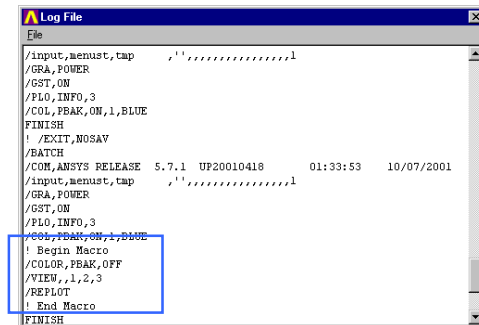 Log File
File
/input,menust,tmp ,'',,,,,,,,,,,,,,,,1
/GRA,POWER
/GST,ON
/PLO,INFO,3
/COL,PBAK,ON,1,BLUE
FINISH
! /EXIT,NOSAV
/BATCH
/COM,ANSYS RELEASE 5.7.1 UP20010418 01:33:53 10/07/2001
/input,menust,tmp ,'',,,,,,,,,,,,,,,,1
/GRA,POWER
/GST,ON
/PLO,INFO,3
/COL,PBAK,ON,1,BLUE
! Begin Macro
/COLOR,PBAK,OFF
/VIEW,,1,2,3
/REPLOT
! End Macro
FINISH